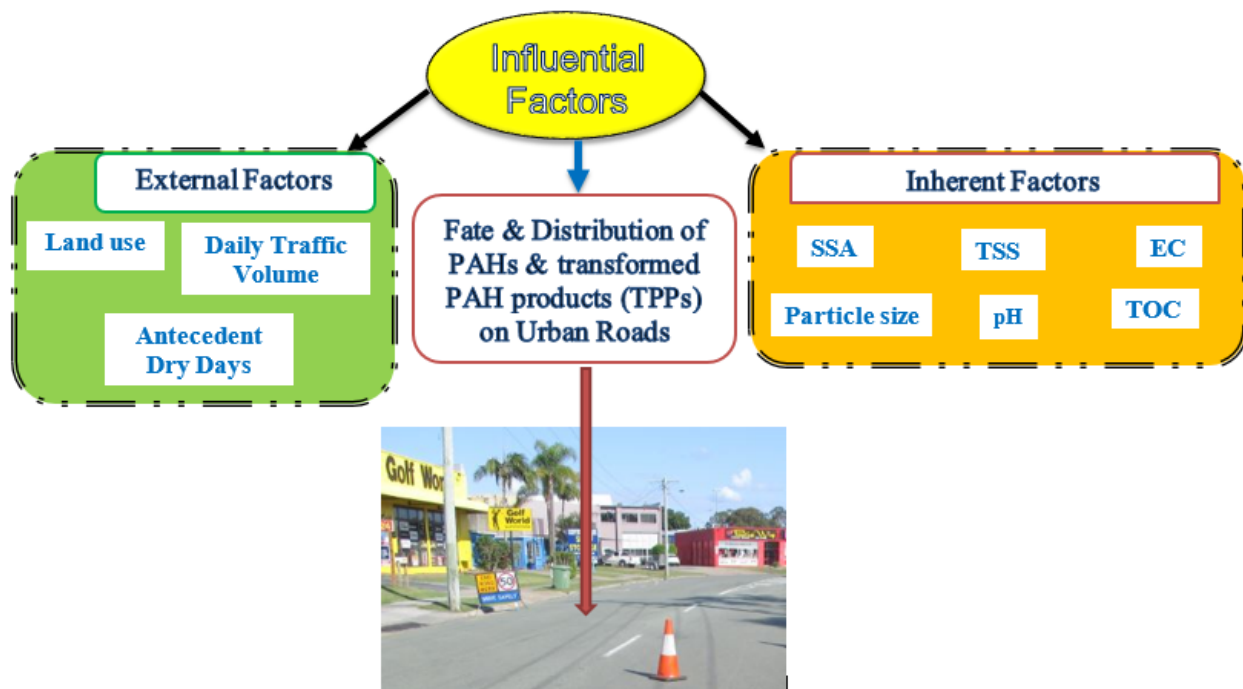 Influential
Factors
External Factors
Land use
Daily Traffic
Volume
Antecedent
Dry Days
Fate & Distribution of
PAHs & transformed
PAH products (TPPs)
on Urban Roads
Inherent Factors
SSA
TSS
EC
Particle size
pH
TOC
Golf Wor
Golf
World
50